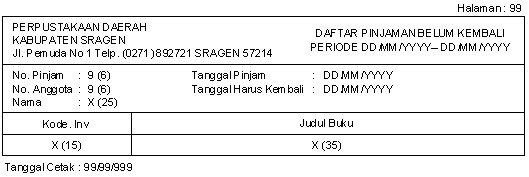 Halaman : 99
PERPUSTAKAAN DAERAH
KABUPATEN SRAGEN
Jl. Pemuda No 1 Telp. (0271) 892721 SRAGEN 57214
DAFTAR PINJAMAN BELUM KEMBALI
PERIODE DD/MM/YYYY – DD/MM/YYYY
No. Pinjam : 9 (6) Tanggal Pinjam : DD/MM/YYYY
No. Anggota : 9 (6) Tanggal Harus Kembali : DD/MM/YYYY
Nama : X (25)
Kode. Inv Judul Buku
X (15) X (35)
Tanggal Cetak : 99/99/999